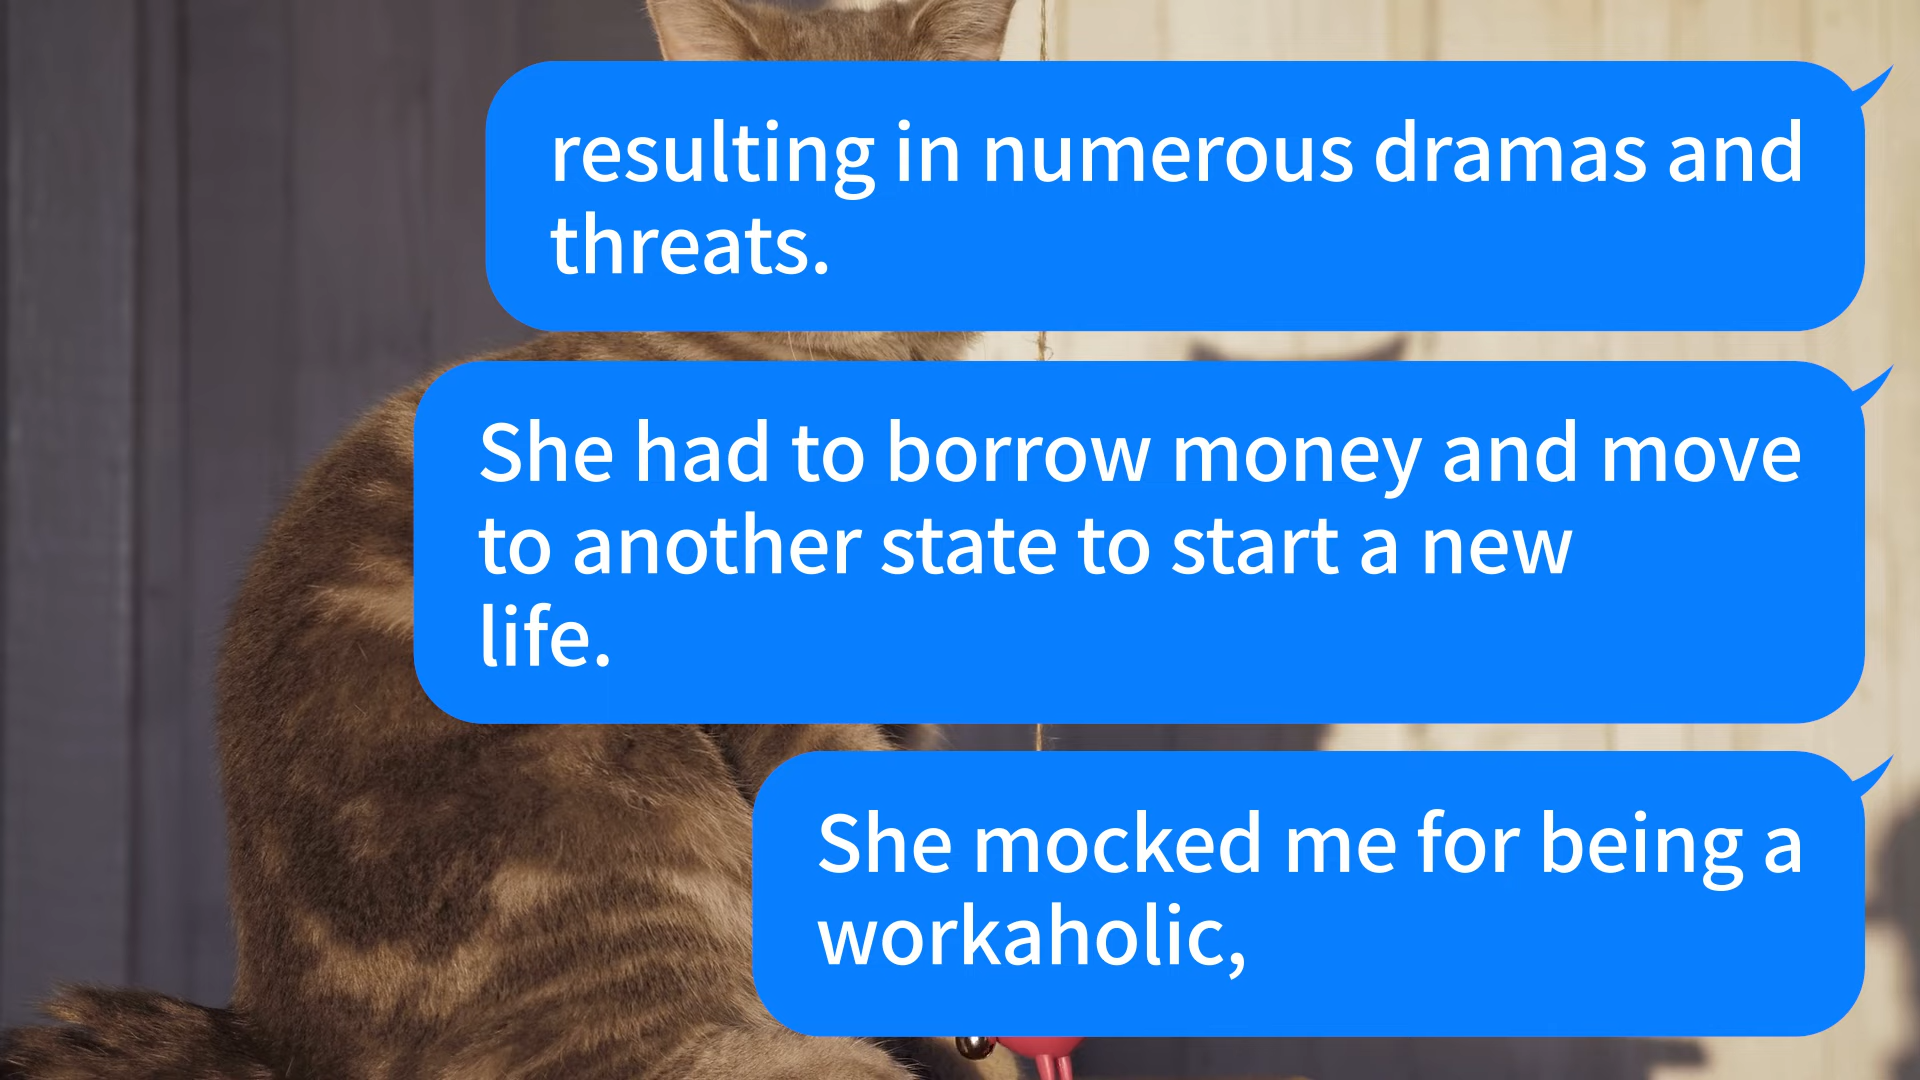 resulting in numerous dramas and
threats.
She had to borrow money and move
to another state to start a new
life.
She mocked me for being a
workaholic,